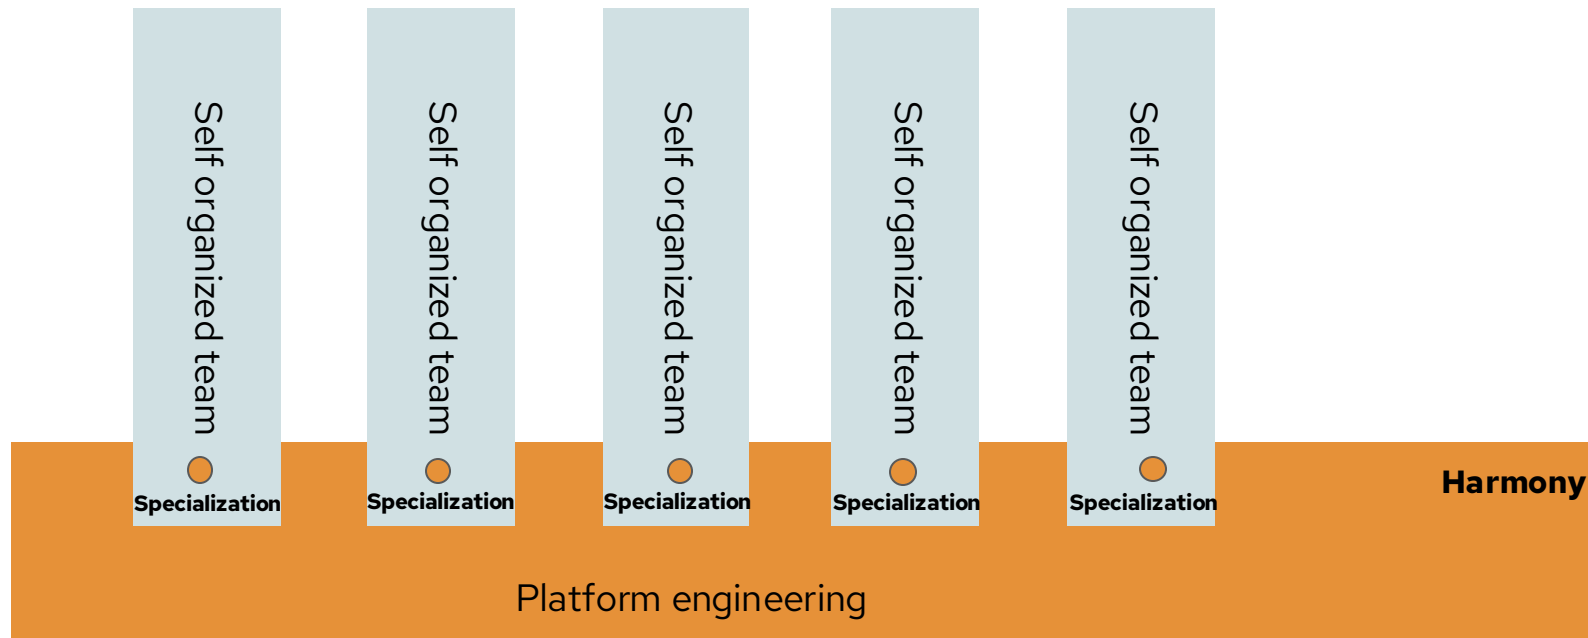 Self organized team
Self organized team
Self organized team
Self organized team
Self organized team
Specialization
Specialization
Specialization
Specialization
Specialization
Harmony
Platform engineering